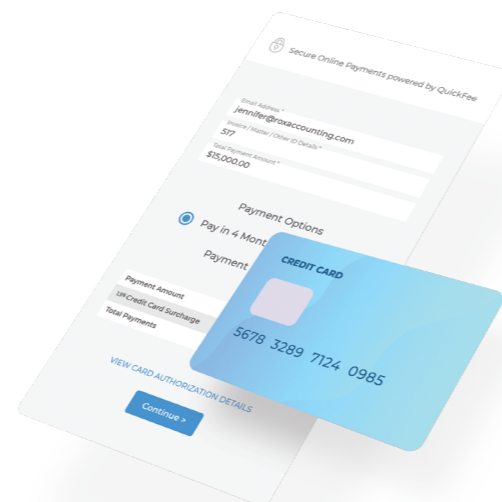 Secure Online Payments powered by QuickFee
Email Address *
jennifer@roxaccounting.com
Invoice / Matter / Other ID Details *
517
Total Payment Amount *
$15,000.00
Payment Options
Pay in 4 Mont
Payment
Payment Amount
Credit Card Surcharge
Total Payments
CREDIT CARD
5678 3289 7124 0985
VIEW CARD AUTHORIZATION DETAILS
Continue >